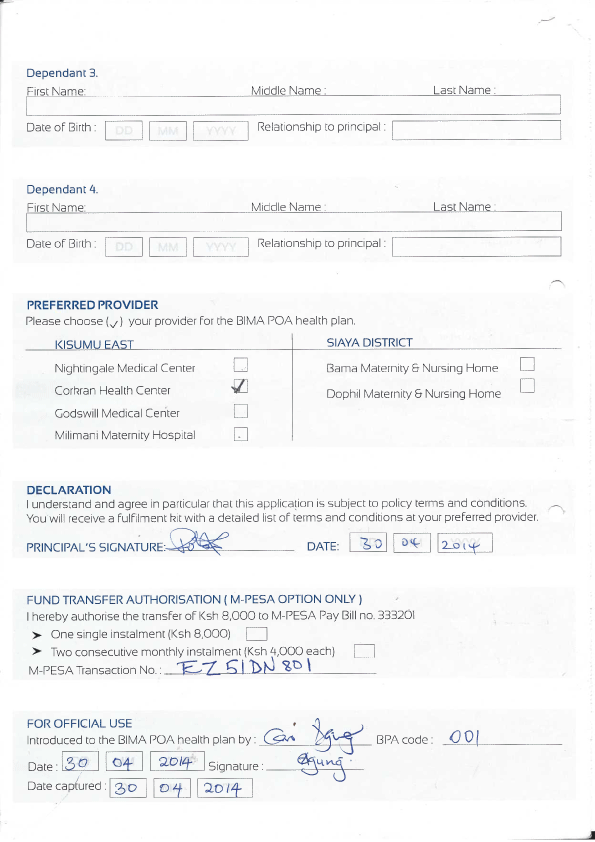 Dependant 3.
First Name: Middle Name : Last Name :
Date of Birth : DD MM YYYY Relationship to principal :
Dependant 4.
First Name: Middle Name : Last Name :
Date of Birth : DD MM YYYY Relationship to principal :
PREFERRED PROVIDER
Please choose (✓) your provider for the BIMA POA health plan.
KISUMU EAST
Nightingale Medical Center
Corkran Health Center ✓
Godswill Medical Center
Milimani Maternity Hospital
SIAYA DISTRICT
Bama Maternity & Nursing Home
Dophil Maternity & Nursing Home
DECLARATION
I understand and agree in particular that this application is subject to policy terms and conditions.
You will receive a fulfilment kit with a detailed list of terms and conditions at your preferred provider.
PRINCIPAL'S SIGNATURE: DATE: 30 04 2014
FUND TRANSFER AUTHORISATION ( M-PESA OPTION ONLY )
I hereby authorise the transfer of Ksh 8,000 to M-PESA Pay Bill no. 333201
➤ One single instalment (Ksh 8,000)
➤ Two consecutive monthly instalment (Ksh 4,000 each)
M-PESA Transaction No.: EZ51DN801
FOR OFFICIAL USE
Introduced to the BIMA POA health plan by : BPA code : 001
Date : 30 04 2014 Signature :
Date captured : 30 04 2014